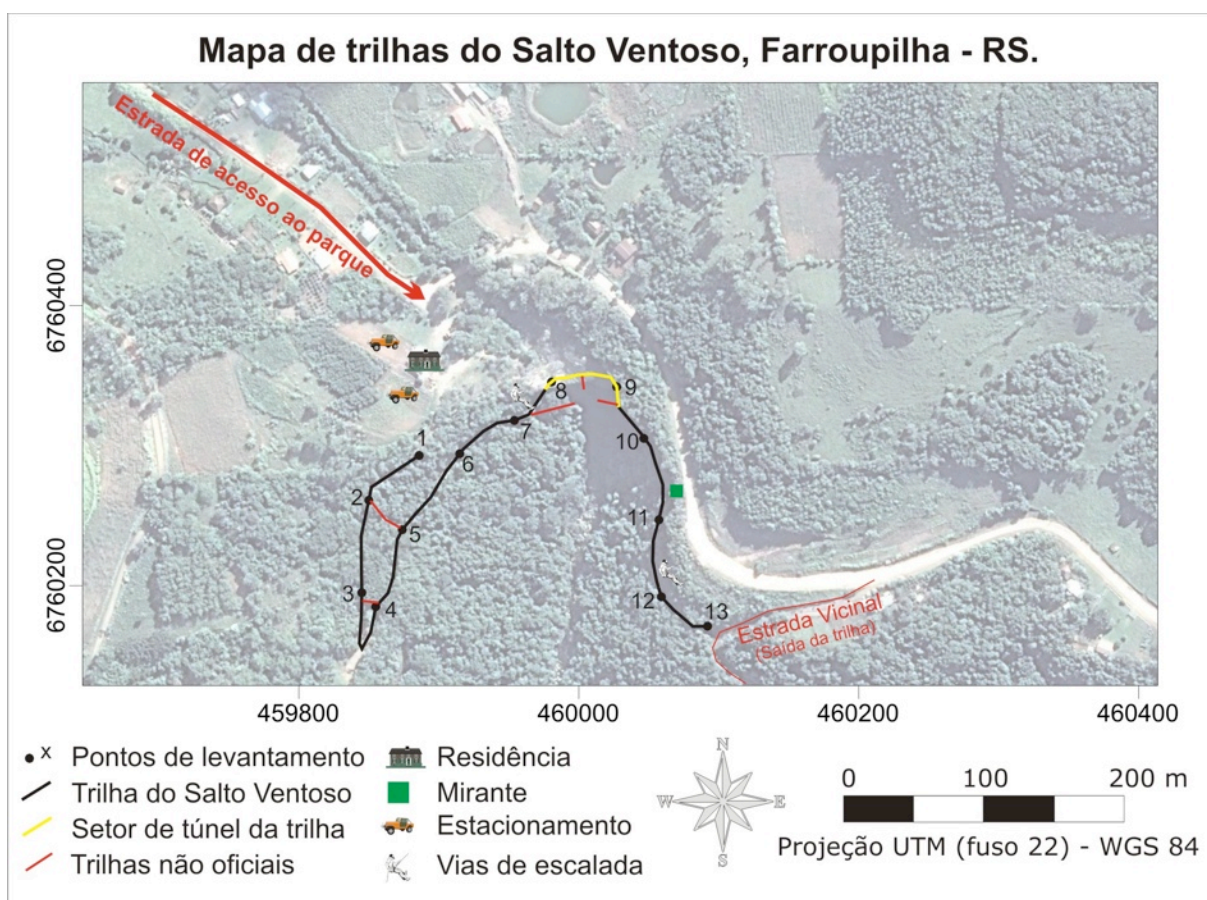 Mapa de trilhas do Salto Ventoso, Farroupilha - RS.
Estrada de acesso ao parque
6760400
6760200
1
2
3
4
5
6
7
8
9
10
11
12
13
Estrada Vicinal
(Saída da trilha)
459800
460000
460200
460400
x Pontos de levantamento
Trilha do Salto Ventoso
Setor de túnel da trilha
Trilhas não oficiais
Residência
Mirante
Estacionamento
Vias de escalada
N
W
E
S
0 100 200 m
Projeção UTM (fuso 22) - WGS 84